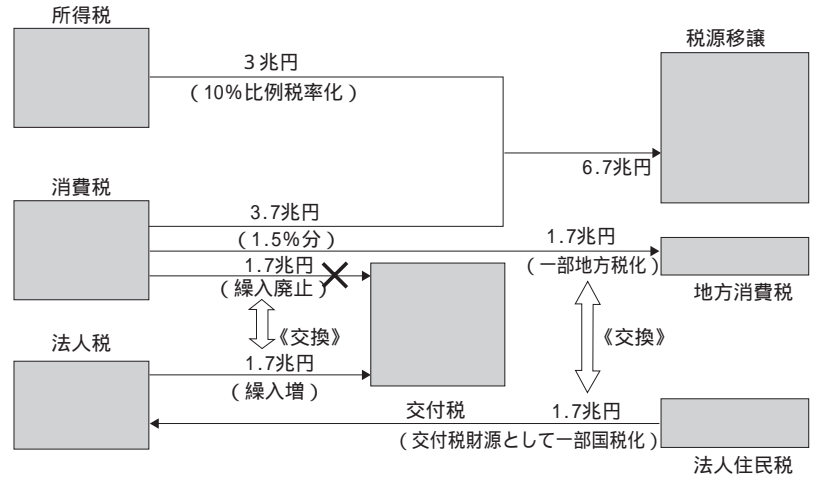 所得税
3兆円
(10%比例税率化)
税源移譲
6.7兆円
消費税
3.7兆円
(1.5%分)
1.7兆円
(一部地方税化)
地方消費税
1.7兆円
(繰入廃止)
《交換》
《交換》
法人税
1.7兆円
(繰入増)
交付税
1.7兆円
(交付税財源として一部国税化)
法人住民税